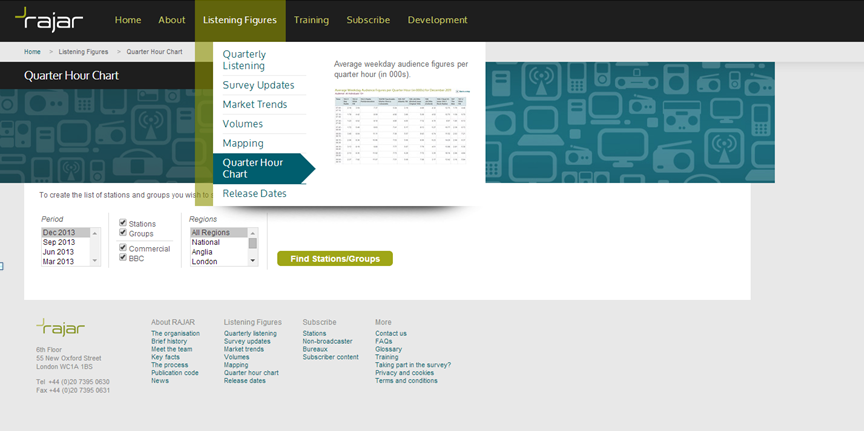 rajar
Home About Listening Figures Training Subscribe Development
Home > Listening Figures > Quarter Hour Chart
Quarter Hour Chart
Quarterly
Listening
Survey Updates
Market Trends
Volumes
Mapping
Quarter Hour
Chart
Release Dates
Average weekday audience figures per
quarter hour (in 000s).
To create the list of stations and groups you wish to
Period
Dec 2013
Sep 2013
Jun 2013
Mar 2013
Stations
Groups
Commercial
BBC
Regions
All Regions
National
Anglia
London
Find Stations/Groups
rajar
6th Floor
55 New Oxford Street
London WC1A 1BS
Tel +44 (0)20 7395 0630
Fax +44 (0)20 7395 0631
About RAJAR
The organisation
Brief history
Meet the team
Key facts
The process
Publication code
News
Listening Figures
Quarterly listening
Survey updates
Market trends
Volumes
Mapping
Quarter hour chart
Release dates
Subscribe
Stations
Non-broadcaster
Bureaux
Subscriber content
More
Contact us
FAQs
Glossary
Training
Taking part in the survey?
Privacy and cookies
Terms and conditions